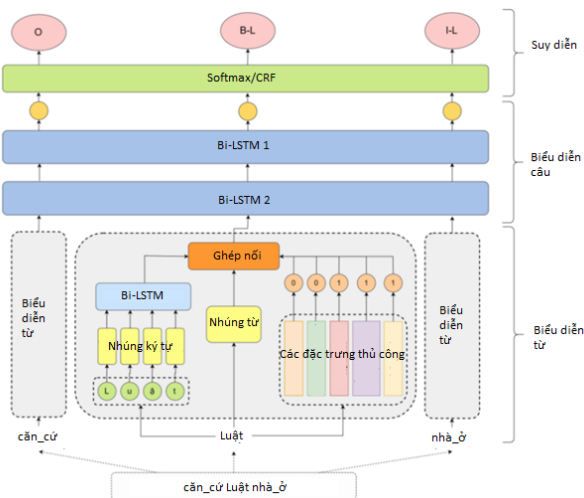 O
B-L
I-L
Suy diễn
Softmax/CRF
Bi-LSTM 1
Biểu diễn
câu
Bi-LSTM 2
Ghép nối
0 0 1 1 1
Bi-LSTM
Biểu
diễn
từ
Nhúng từ
Nhúng ký tự
Các đặc trưng thủ công
Biểu
diễn
từ
Biểu diễn
từ
L u ậ t
căn_cứ
Luật
nhà_ở
căn_cứ Luật nhà_ở